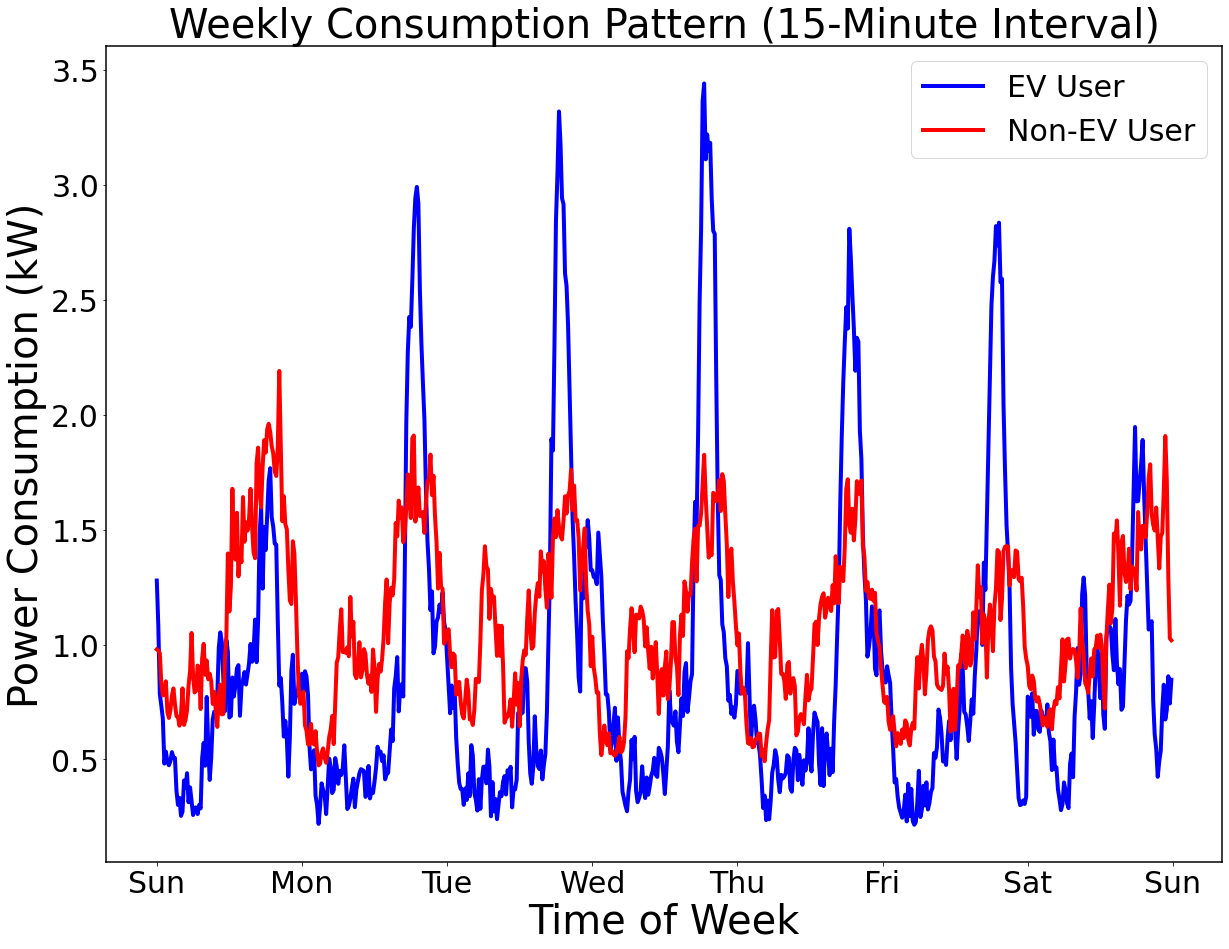 Weekly Consumption Pattern (15-Minute Interval)
EV User
Non-EV User
Power Consumption (kW)
3.5
3.0
2.5
2.0
1.5
1.0
0.5
Sun Mon Tue Wed Thu Fri Sat Sun
Time of Week